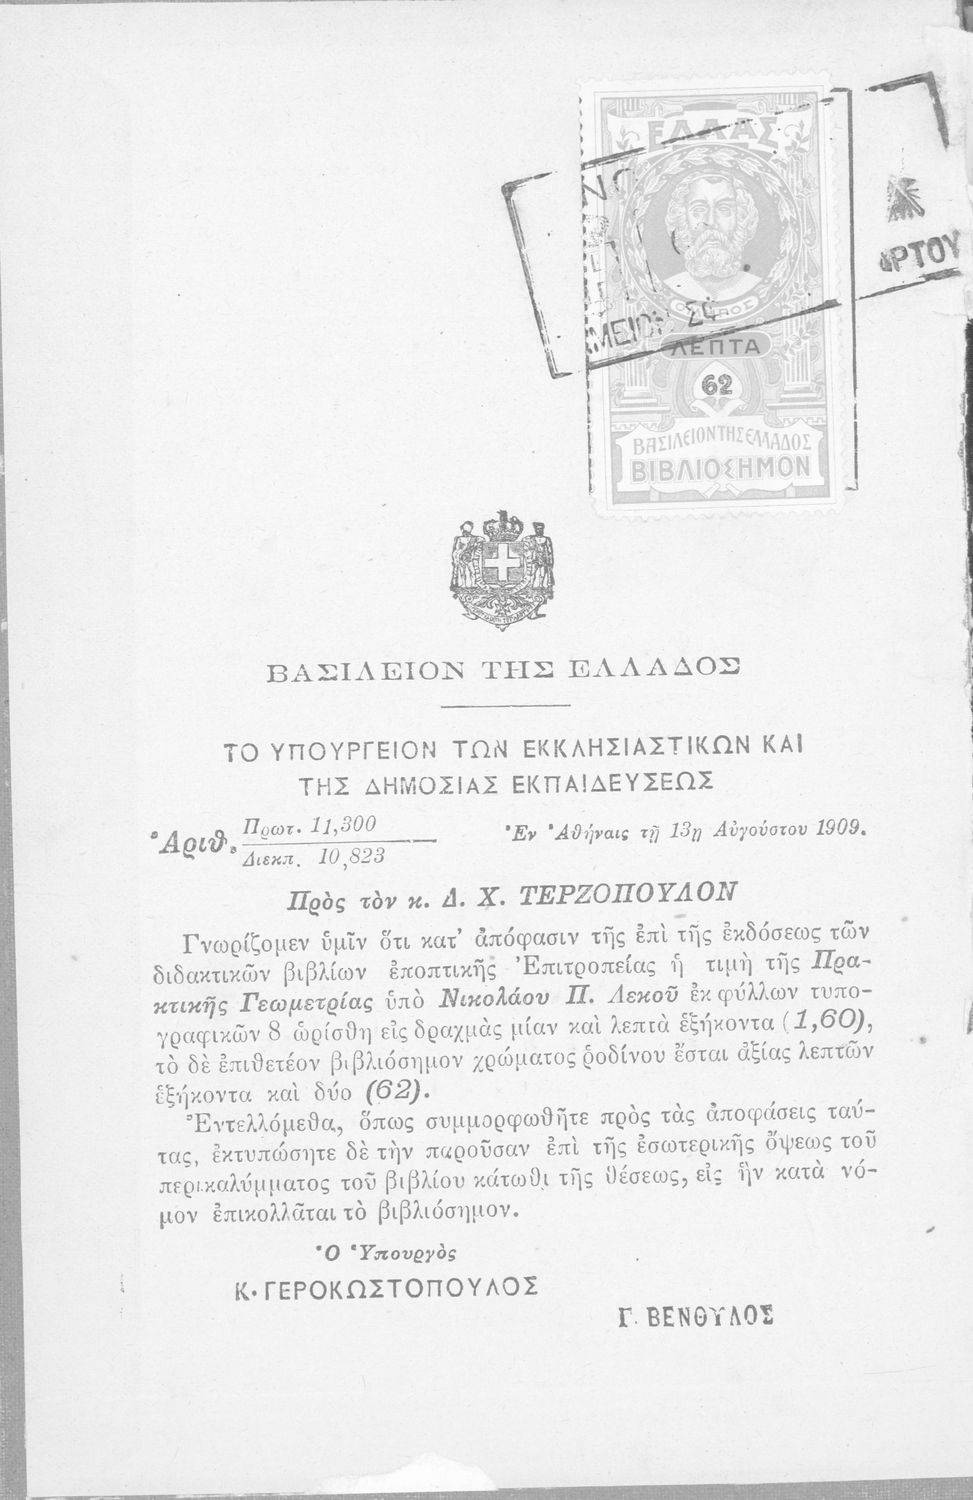 ΕΛΛΑΣ
ΑΡΤΟΥ
ΛΕΠΤΑ
62
ΒΑΣΙΛΕΙΟΝ ΤΗΣ ΕΛΛΑΔΟΣ
ΒΙΒΛΙΟΣΗΜΟΝ
ΒΑΣΙΛΕΙΟΝ ΤΗΣ ΕΛΛΑΔΟΣ
ΤΟ ΥΠΟΥΡΓΕΙΟΝ ΤΩΝ ΕΚΚΛΗΣΙΑΣΤΙΚΩΝ ΚΑΙ
ΤΗΣ ΔΗΜΟΣΙΑΣ ΕΚΠΑΙΔΕΥΣΕΩΣ
Ἀριθ. Πρωτ. 11,300
Διεκπ. 10,823
Ἐν Ἀθήναις τῇ 13ῃ Αὐγούστου 1909.
Πρὸς τὸν κ. Δ. Χ. ΤΕΡΖΟΠΟΥΛΟΝ
Γνωρίζομεν ὑμῖν ὅτι κατ’ ἀπόφασιν τῆς ἐπὶ τῆς ἐκδόσεως τῶν
διδακτικῶν βιβλίων ἐποπτικῆς Ἐπιτροπείας ἡ τιμὴ τῆς Πρα-
κτικῆς Γεωμετρίας ὑπὸ Νικολάου Π. Λεκοῦ ἐκ φύλλων τυπο-
γραφικῶν 8 ὡρίσθη εἰς δραχμὰς μίαν καὶ λεπτὰ ἑξήκοντα (1,60),
τὸ δὲ ἐπιθετέον βιβλιόσημον χρώματος ῥοδίνου ἔσται ἀξίας λεπτῶν
ἑξήκοντα καὶ δύο (62).
Ἐντελλόμεθα, ὅπως συμμορφωθῆτε πρὸς τὰς ἀποφάσεις ταύ-
τας, ἐκτυπώσητε δὲ τὴν παροῦσαν ἐπὶ τῆς ἐσωτερικῆς ὄψεως τοῦ
περικαλύμματος τοῦ βιβλίου κάτωθι τῆς θέσεως, εἰς ἣν κατὰ νό-
μον ἐπικολλᾶται τὸ βιβλιόσημον.
Ὁ Ὑπουργὸς
Κ. ΓΕΡΟΚΩΣΤΟΠΟΥΛΟΣ
Γ. ΒΕΝΘΥΛΟΣ